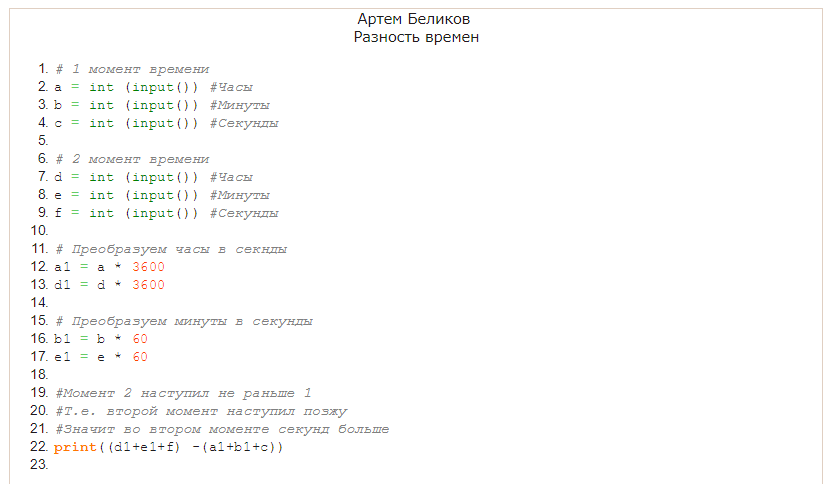 Артем Беликов
Разность времен
1. # 1 момент времени
2. a = int (input()) #Часы
3. b = int (input()) #Минуты
4. c = int (input()) #Секунды
5.
6. # 2 момент времени
7. d = int (input()) #Часы
8. e = int (input()) #Минуты
9. f = int (input()) #Секунды
10.
11. # Преобразуем часы в секнды
12. a1 = a * 3600
13. d1 = d * 3600
14.
15. # Преобразуем минуты в секунды
16. b1 = b * 60
17. e1 = e * 60
18.
19. #Момент 2 наступил не раньше 1
20. #Т.е. второй момент наступил позжу
21. #Значит во втором моменте секунд больше
22. print((d1+e1+f) -(a1+b1+c))
23.